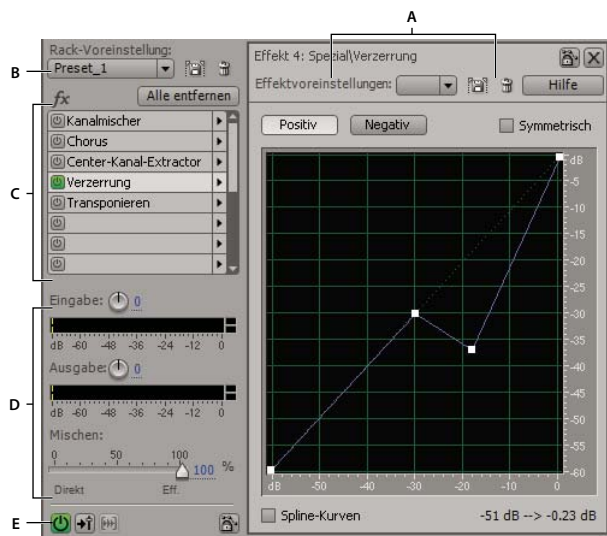 A
Rack-Voreinstellung:
B
Preset_1
fx
Alle entfernen
C
Kanalmischer
Chorus
Center-Kanal-Extractor
Verzerrung
Transponieren
D
Eingabe: 0
dB -60 -48 -36 -24 -12 0
Ausgabe: 0
dB -60 -48 -36 -24 -12 0
Mischen:
0 50 100
100 %
Direkt Eff.
E
Effekt 4: Spezial\Verzerrung
Effektvoreinstellungen:
Hilfe
Positiv Negativ Symmetrisch
dB
-5
-10
-15
-20
-25
-30
-35
-40
-45
-50
-55
-60
dB -50 -40 -30 -20 -10 0
Spline-Kurven -51 dB --> -0.23 dB